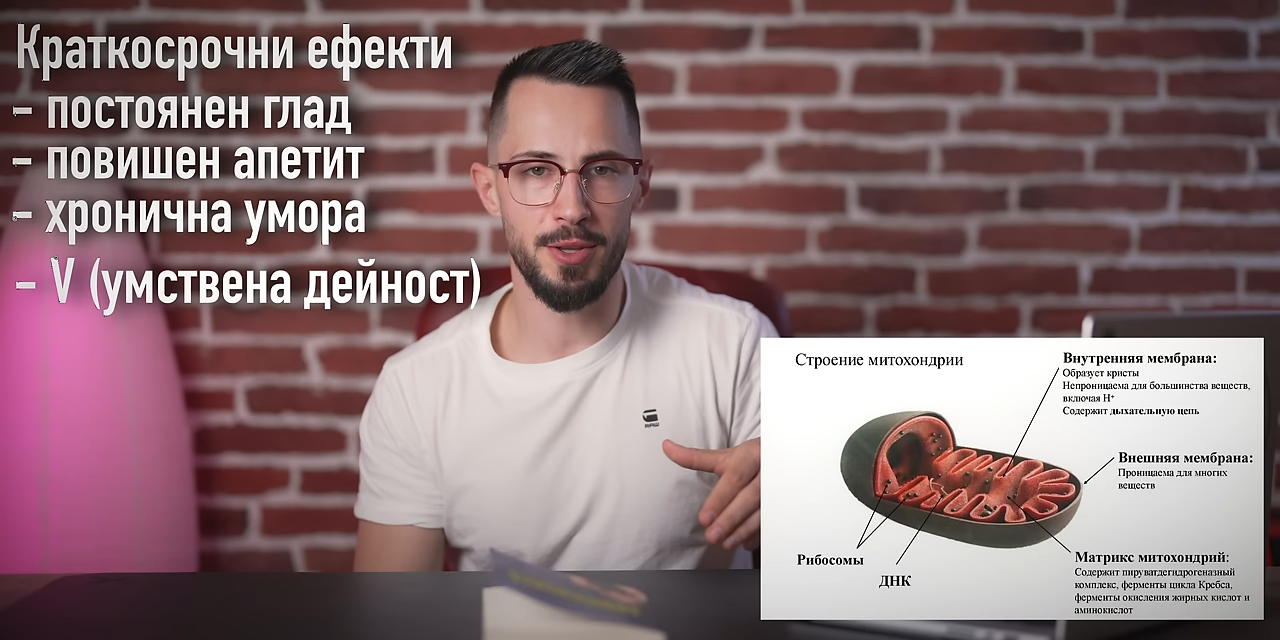 Краткосрочни ефекти
- постоянен глад
- повишен апетит
- хронична умора
- V (умствена дейност)
RAW
Строение митохондрии
Внутренняя мембрана:
Образует кристы
Непроницаема для большинства веществ,
включая H⁺
Содержит дыхательную цепь
Внешняя мембрана:
Проницаема для многих
веществ
Рибосомы
ДНК
Матрикс митохондрий:
Содержит пируватдегидрогеназный
комплекс, ферменты цикла Кребса,
ферменты окисления жирных кислот и
аминокислот